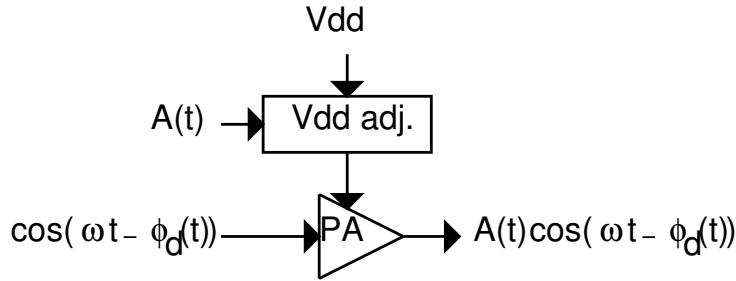 Vdd
A(t)
Vdd adj.
cos( ωt − ϕd(t))
PA
A(t)cos( ωt − ϕd(t))